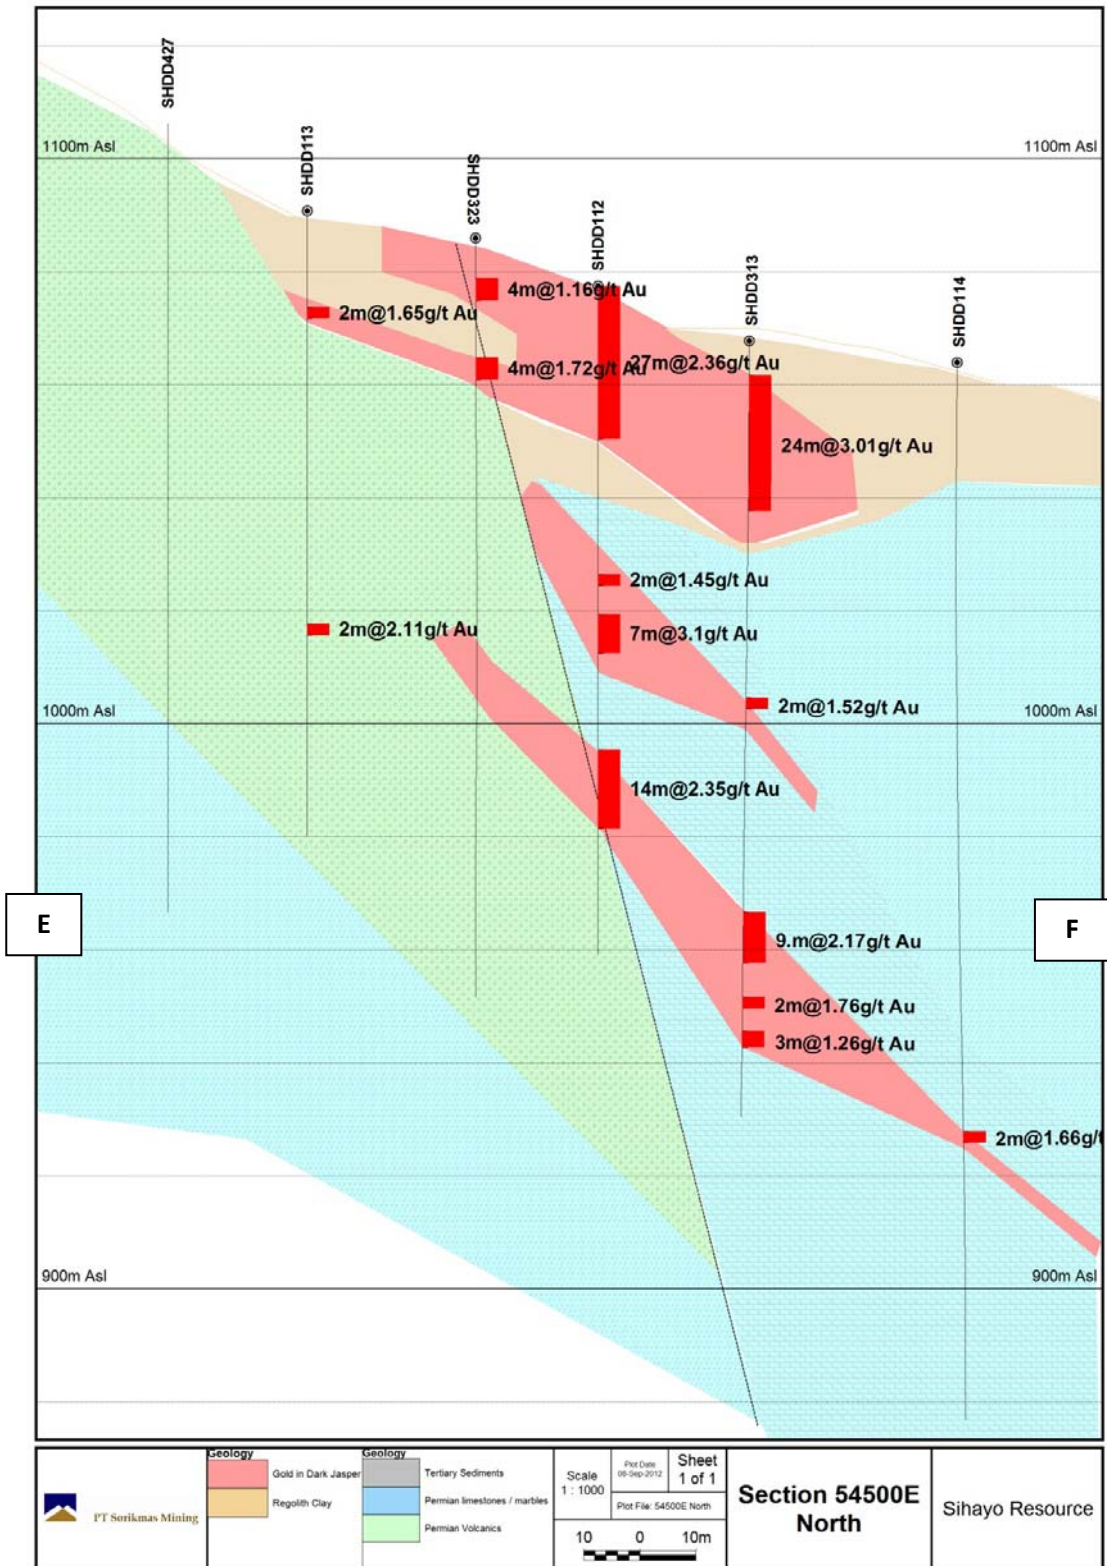 SHDD427
SHDD113
SHDD323
SHDD112
SHDD313
SHDD114
1100m Asl
1100m Asl
4m@1.16g/t Au
2m@1.65g/t Au
4m@1.72g/t Au
27m@2.36g/t Au
24m@3.01g/t Au
2m@1.45g/t Au
2m@2.11g/t Au
7m@3.1g/t Au
2m@1.52g/t Au
1000m Asl
1000m Asl
14m@2.35g/t Au
E
F
9.m@2.17g/t Au
2m@1.76g/t Au
3m@1.26g/t Au
2m@1.66g/t
900m Asl
900m Asl
PT Sorikmas Mining
Geology
Gold in Dark Jasper
Regolith Clay
Geology
Tertiary Sediments
Permian limestones / marbles
Permian Volcanics
Scale
1 : 1000
Plot Date
08-Sep-2012
Sheet
1 of 1
Plot File: 54500E North
10 0 10m
Section 54500E
North
Sihayo Resource